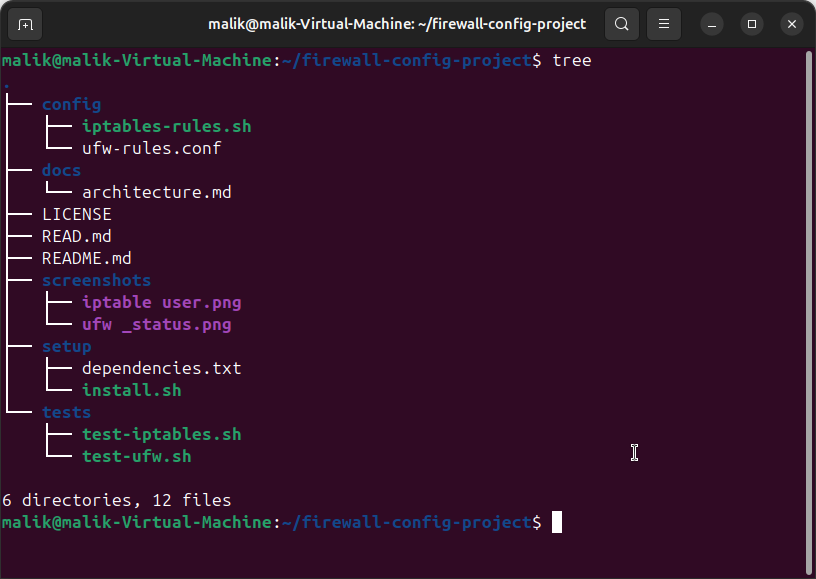 malik@malik-Virtual-Machine: ~/firewall-config-project
malik@malik-Virtual-Machine:~/firewall-config-project$ tree
.
├── config
│   ├── iptables-rules.sh
│   └── ufw-rules.conf
├── docs
│   └── architecture.md
├── LICENSE
├── READ.md
├── README.md
├── screenshots
│   ├── iptable user.png
│   └── ufw _status.png
├── setup
│   ├── dependencies.txt
│   └── install.sh
└── tests
    ├── test-iptables.sh
    └── test-ufw.sh
6 directories, 12 files
malik@malik-Virtual-Machine:~/firewall-config-project$